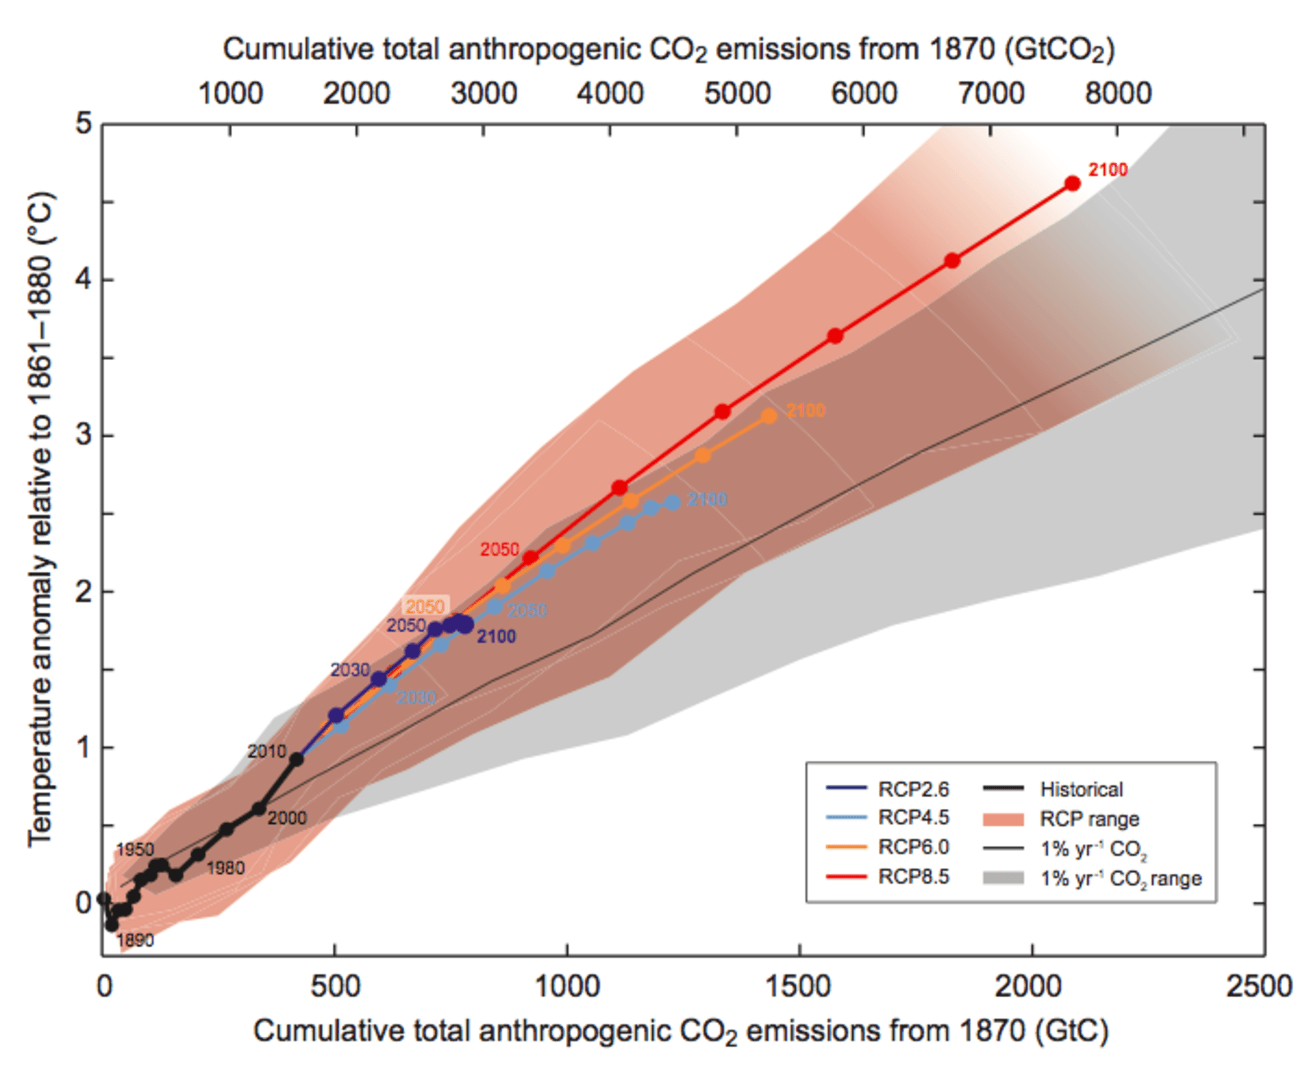 Cumulative total anthropogenic CO2 emissions from 1870 (GtCO2)
1000 2000 3000 4000 5000 6000 7000 8000
Temperature anomaly relative to 1861–1880 (°C)
5
4
3
2
1
0
2100
2100
2100
2050
2050
2050
2050
2100
2030
2030
2010
2000
1950
1980
1890
RCP2.6
RCP4.5
RCP6.0
RCP8.5
Historical
RCP range
1% yr-1 CO2
1% yr-1 CO2 range
0 500 1000 1500 2000 2500
Cumulative total anthropogenic CO2 emissions from 1870 (GtC)